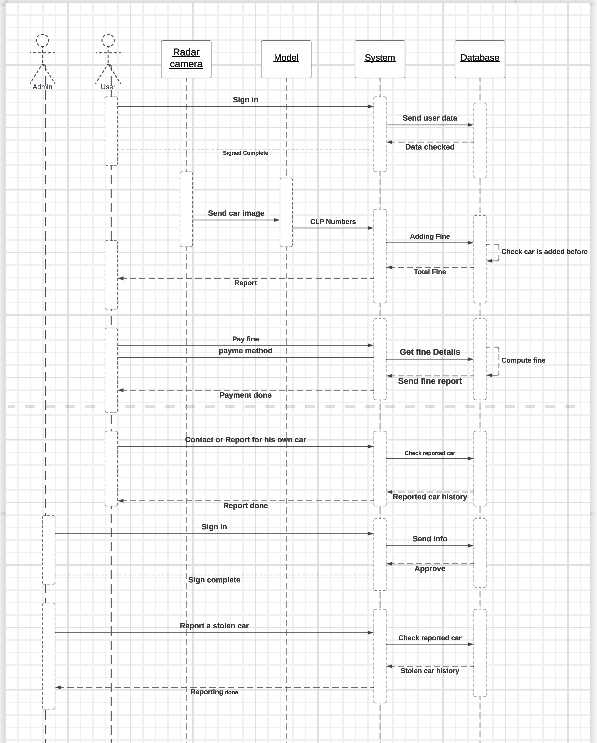 Radar
camera
Model
System
Database
Admin
User
Sign in
Send user data
Data checked
Signed Complete
Send car image
CLP Numbers
Adding Fine
Check car is added before
Total Fine
Report
Pay fine
payme method
Get fine Details
Compute fine
Send fine report
Payment done
Contact or Report for his own car
Check reported car
Reported car history
Report done
Sign in
Send info
Approve
Sign complete
Report a stolen car
Check reported car
Stolen car history
Reporting done